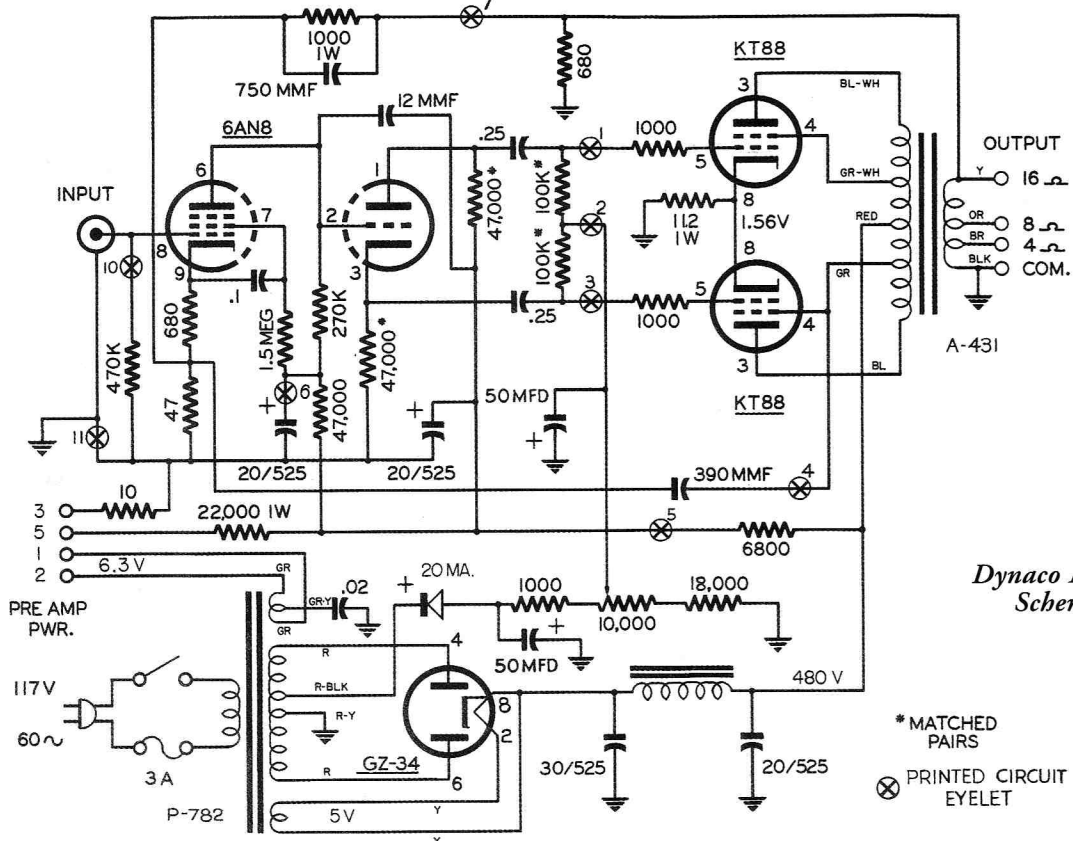 7
1000
1W
680
KT88
750 MMF
3
BL-WH
12 MMF
6AN8
.25
1
1000
4
6
1
5
GR-WH
OUTPUT
INPUT
7
2
47,000*
100K*
8
Y
16 Ω
11.2
1W
1.56V
RED
OR
8 Ω
2
8
3
8
BR
4 Ω
10
9
100K*
GR
BLK
COM.
.1
3
5
680
270K
.25
1000
4
1.5 MEG
3
A-431
470K
47,000*
BL
KT88
6
50 MFD
+
47
+
47,000
+
11
20/525
20/525
390 MMF
4
10
3
22,000 1W
5
5
6800
1
6.3 V
GR
2
+
20 MA.
1000
18,000
Dynaco
Scher
GR-Y
.02
PRE AMP
PWR.
GR
+
10,000
R
4
50 MFD
R-BLK
480 V
117V
8
R-Y
2
* MATCHED
PAIRS
60~
GZ-34
R
6
3 A
30/525
20/525
PRINTED CIRCUIT
EYELET
P-782
5V
Y